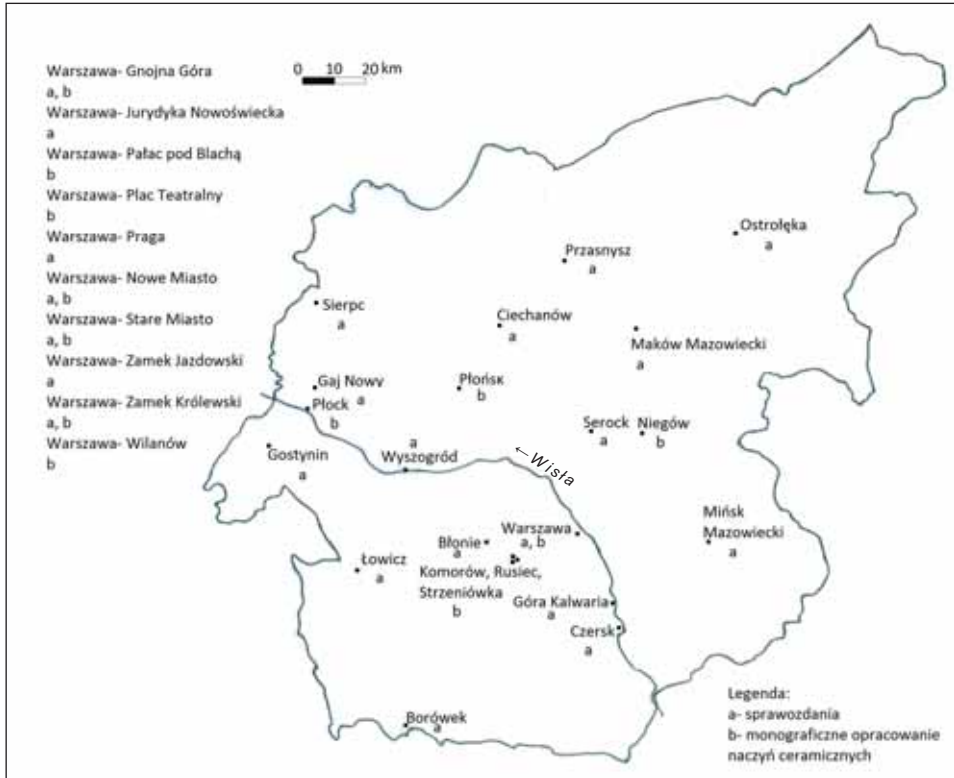 Warszawa- Gnojna Góra
a, b
Warszawa- Jurydyka Nowoświecka
a
Warszawa- Pałac pod Blachą
b
Warszawa- Plac Teatralny
b
Warszawa- Praga
a
Warszawa- Nowe Miasto
a, b
Warszawa- Stare Miasto
a, b
Warszawa- Zamek Jazdowski
a
Warszawa- Zamek Królewski
a, b
Warszawa- Wilanów
b
0 10 20 km
Ostrołęka
a
Przasnysz
a
Sierpc
a
Ciechanów
a
Maków Mazowiecki
a
Gaj Nowy
a
Płońsk
b
Płock
b
Serock
a
Niegów
b
Gostynin
a
a
Wyszogród
←Wisła
Mińsk
Mazowiecki
a
Warszawa
a, b
Błonie
a
Łowicz
a
Komorów, Rusiec,
Strzeniówka
b
Góra Kalwaria
a
Czersk
a
Borówek
a
Legenda:
a- sprawozdania
b- monograficzne opracowanie
naczyń ceramicznych